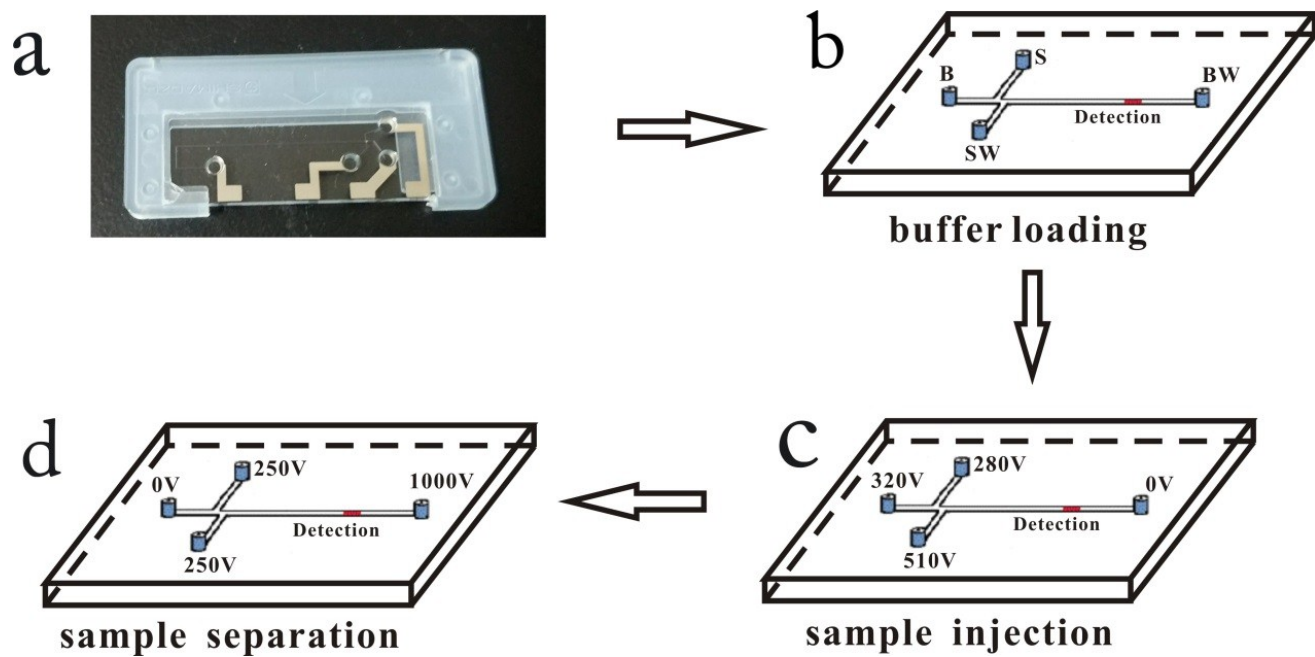 a
b
S
B
BW
Detection
SW
buffer loading
d
250V
0V
1000V
Detection
250V
sample separation
c
280V
320V
0V
Detection
510V
sample injection